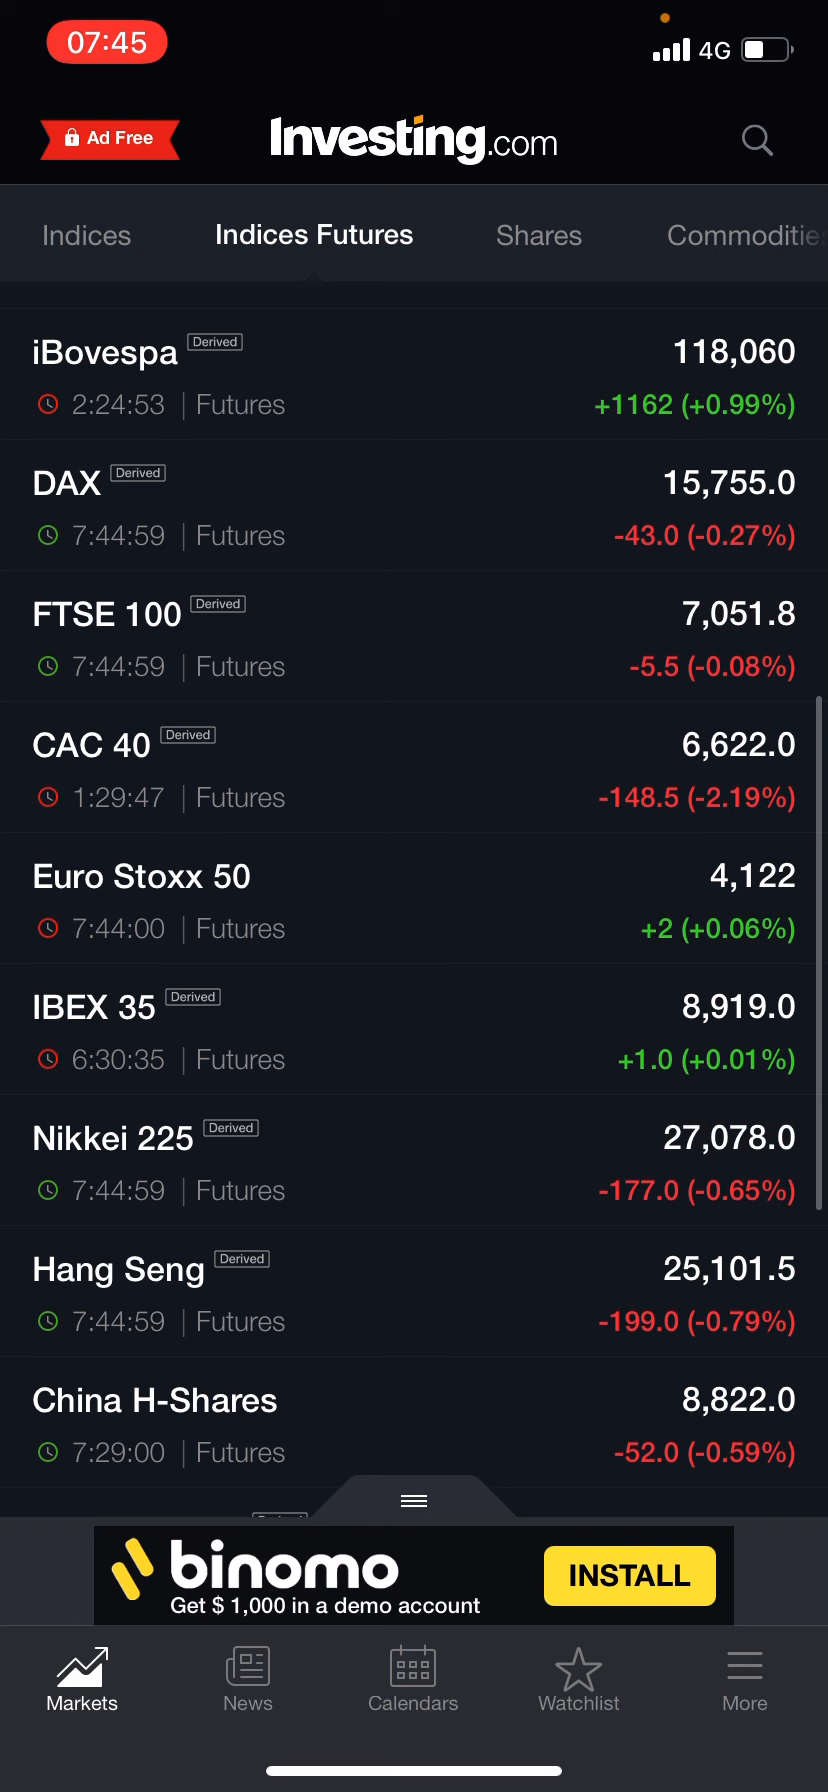 07:45
4G
Ad Free
Investing.com
Indices Indices Futures Shares Commodities
iBovespa Derived 118,060
2:24:53 | Futures +1162 (+0.99%)
DAX Derived 15,755.0
7:44:59 | Futures -43.0 (-0.27%)
FTSE 100 Derived 7,051.8
7:44:59 | Futures -5.5 (-0.08%)
CAC 40 Derived 6,622.0
1:29:47 | Futures -148.5 (-2.19%)
Euro Stoxx 50 4,122
7:44:00 | Futures +2 (+0.06%)
IBEX 35 Derived 8,919.0
6:30:35 | Futures +1.0 (+0.01%)
Nikkei 225 Derived 27,078.0
7:44:59 | Futures -177.0 (-0.65%)
Hang Seng Derived 25,101.5
7:44:59 | Futures -199.0 (-0.79%)
China H-Shares 8,822.0
7:29:00 | Futures -52.0 (-0.59%)
binomo
Get $ 1,000 in a demo account
INSTALL
Markets News Calendars Watchlist More